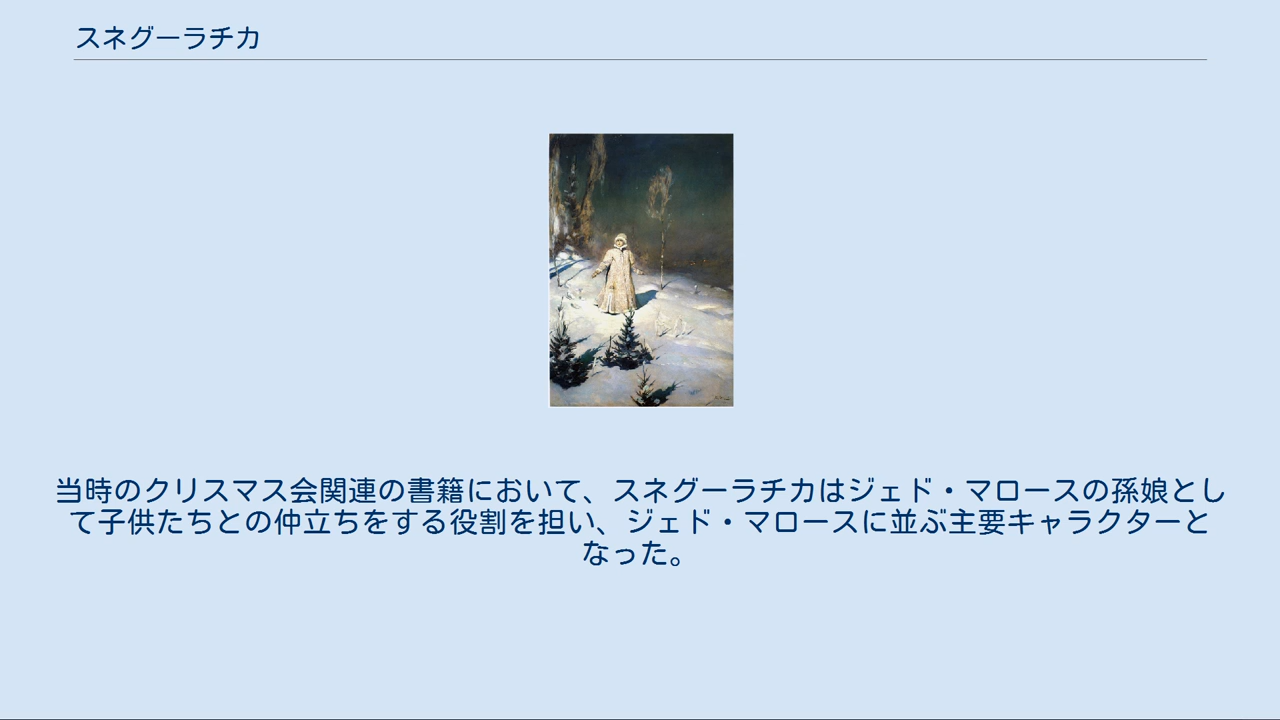 スネグーラチカ
当時のクリスマス会関連の書籍において、スネグーラチカはジェド・マロースの孫娘とし
て子供たちとの仲立ちをする役割を担い、ジェド・マロースに並ぶ主要キャラクターと
なった。